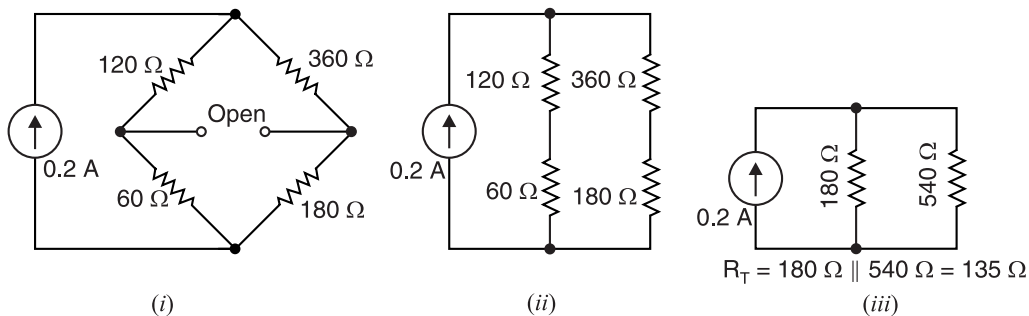 120 Ω
360 Ω
Open
0.2 A
60 Ω
180 Ω
(i)
120 Ω
360 Ω
0.2 A
60 Ω
180 Ω
(ii)
180 Ω
540 Ω
0.2 A
R_T = 180 Ω || 540 Ω = 135 Ω
(iii)